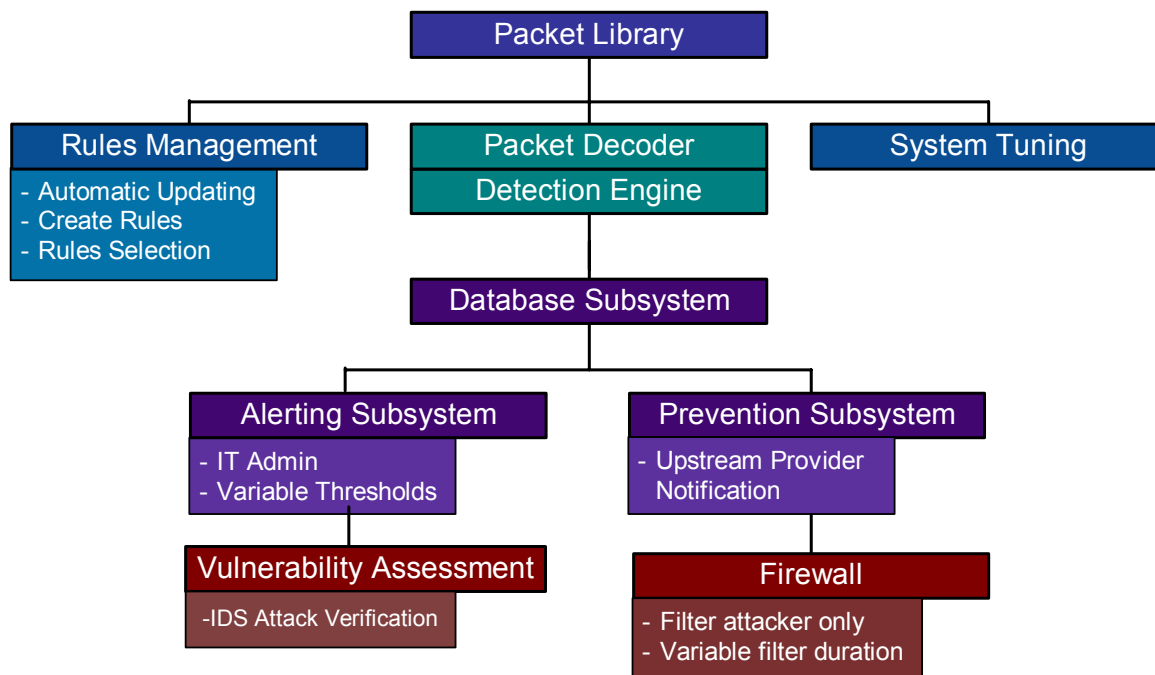 Packet Library
Rules Management
- Automatic Updating
- Create Rules
- Rules Selection
Packet Decoder
Detection Engine
System Tuning
Database Subsystem
Alerting Subsystem
- IT Admin
- Variable Thresholds
Prevention Subsystem
- Upstream Provider
Notification
Vulnerability Assessment
-IDS Attack Verification
Firewall
- Filter attacker only
- Variable filter duration